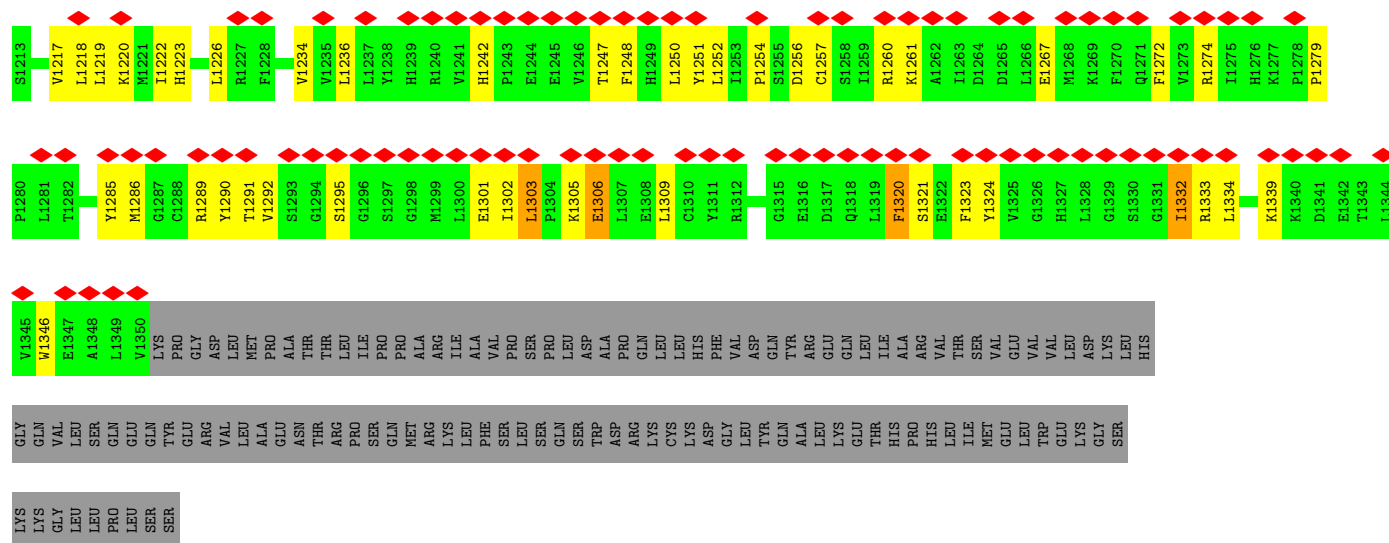 S1213 V1217 L1218 L1219 K1220 M1221 I1222 H1223 L1226 R1227 F1228 V1234 V1235 L1236 L1237 Y1238 H1239 R1240 V1241 H1242 P1243 E1244 E1245 V1246 T1247 F1248 H1249 L1250 Y1251 L1252 I1253 P1254 S1255 D1256 C1257 S1258 I1259 R1260 K1261 A1262 I1263 D1264 D1265 L1266 E1267 M1268 K1269 F1270 Q1271 F1272 V1273 R1274 I1275 H1276 K1277 P1278 P1279
P1280 L1281 T1282 Y1285 M1286 G1287 C1288 R1289 Y1290 T1291 V1292 S1293 G1294 S1295 G1296 S1297 G1298 M1299 L1300 E1301 I1302 L1303 P1304 K1305 E1306 L1307 E1308 L1309 C1310 Y1311 R1312 G1315 E1316 D1317 Q1318 L1319 F1320 S1321 E1322 F1323 Y1324 V1325 G1326 H1327 L1328 G1329 S1330 G1331 I1332 R1333 L1334 K1339 K1340 D1341 E1342 T1343 L1344
V1345 W1346 E1347 A1348 L1349 V1350 LYS PRO GLY ASP LEU MET PRO ALA THR THR LEU ILE PRO PRO ALA ARG ILE ALA VAL PRO SER PRO LEU ASP ALA PRO GLN LEU LEU HIS PHE VAL ASP GLN TYR ARG GLU GLN LEU ILE ALA ARG VAL THR SER VAL GLU VAL VAL LEU ASP LYS LEU HIS
GLY GLN VAL LEU SER GLN GLU GLN TYR GLU ARG VAL LEU ALA GLU ASN THR ARG PRO SER GLN MET ARG LYS LEU PHE SER LEU SER GLN SER TRP ASP ARG LYS CYS LYS ASP GLY LEU TYR GLN ALA LEU LYS GLU THR HIS PRO HIS LEU ILE MET GLU LEU TRP GLU LYS GLY SER
LYS LYS GLY LEU LEU PRO LEU SER SER